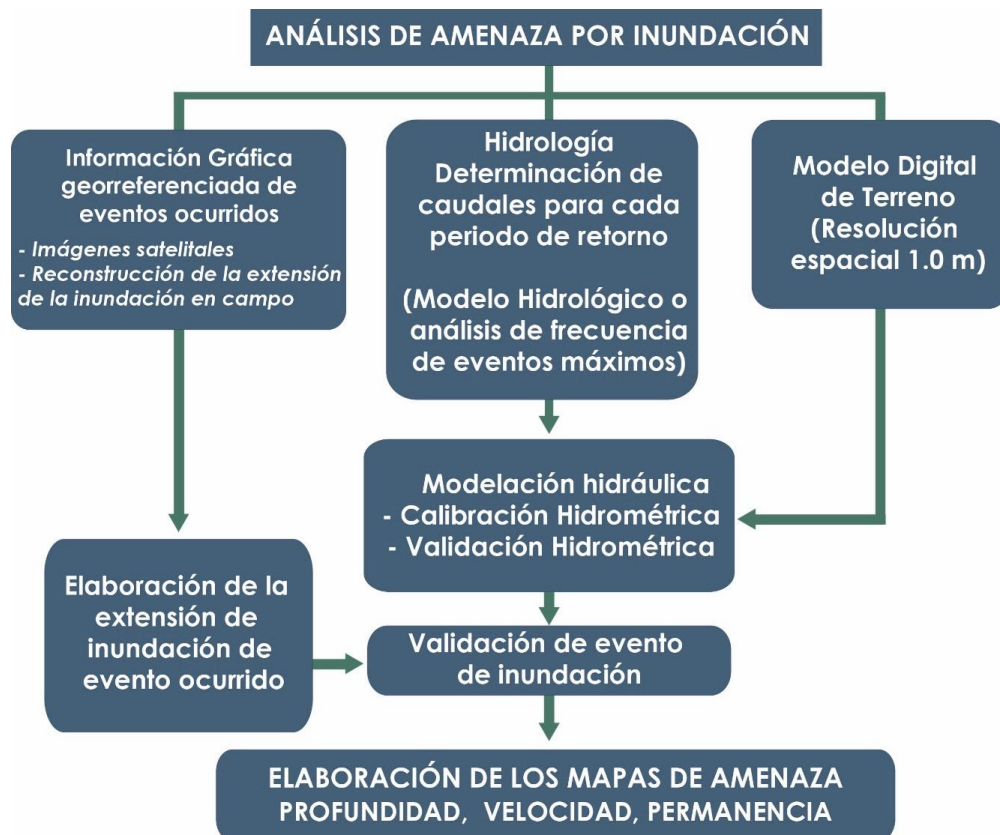 ANÁLISIS DE AMENAZA POR INUNDACIÓN
Información Gráfica
georreferenciada de
eventos ocurridos
- Imágenes satelitales
- Reconstrucción de la extensión
de la inundación en campo
Hidrología
Determinación de
caudales para cada
periodo de retorno
(Modelo Hidrológico o
análisis de frecuencia
de eventos máximos)
Modelo Digital
de Terreno
(Resolución
espacial 1.0 m)
Modelación hidráulica
- Calibración Hidrométrica
- Validación Hidrométrica
Elaboración de la
extensión de
inundación de
evento ocurrido
Validación de evento
de inundación
ELABORACIÓN DE LOS MAPAS DE AMENAZA
PROFUNDIDAD, VELOCIDAD, PERMANENCIA